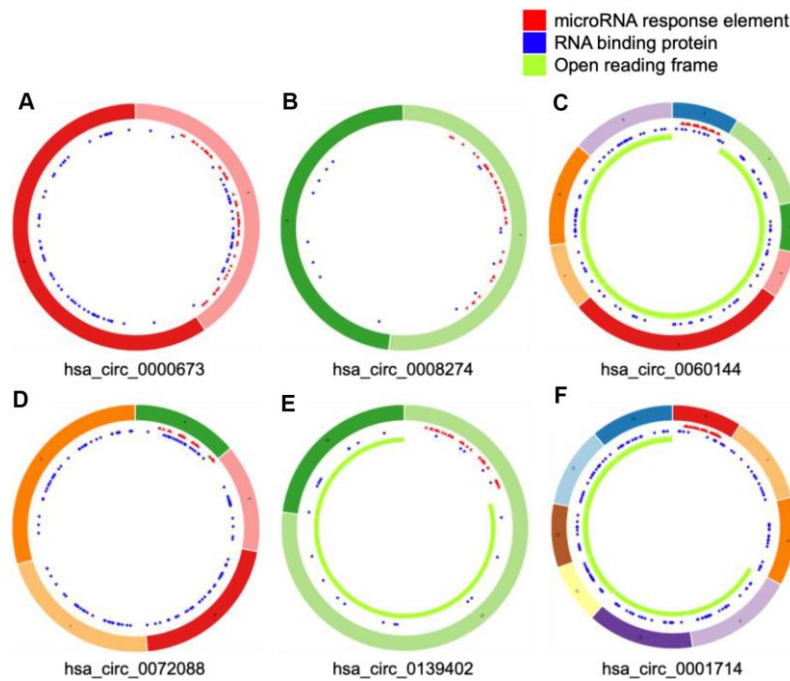 microRNA response element
RNA binding protein
Open reading frame
A
B
C
hsa_circ_0000673
hsa_circ_0008274
hsa_circ_0060144
D
E
F
hsa_circ_0072088
hsa_circ_0139402
hsa_circ_0001714